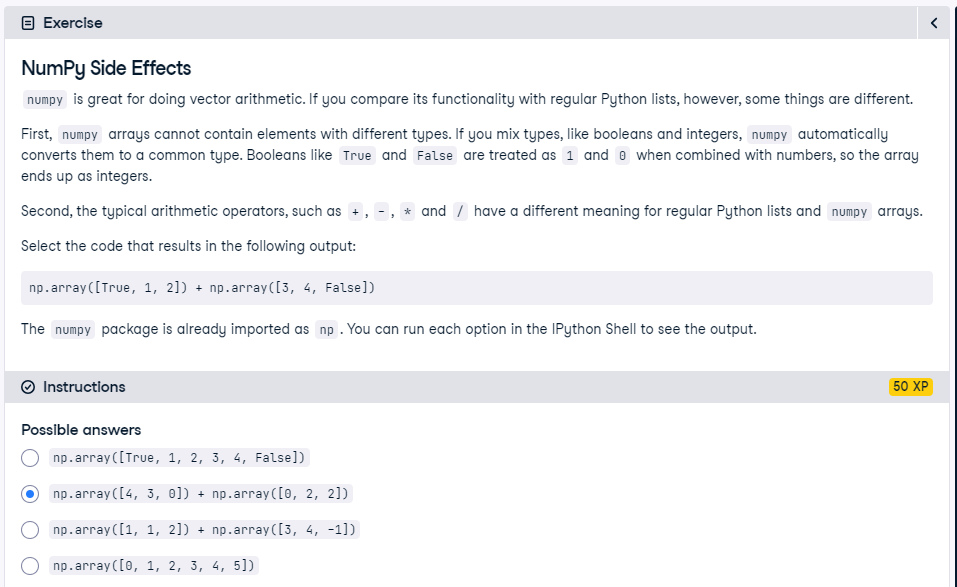 Exercise
NumPy Side Effects
numpy is great for doing vector arithmetic. If you compare its functionality with regular Python lists, however, some things are different.
First, numpy arrays cannot contain elements with different types. If you mix types, like booleans and integers, numpy automatically
converts them to a common type. Booleans like True and False are treated as 1 and 0 when combined with numbers, so the array
ends up as integers.
Second, the typical arithmetic operators, such as +, -, * and / have a different meaning for regular Python lists and numpy arrays.
Select the code that results in the following output:
np.array([True, 1, 2]) + np.array([3, 4, False])
The numpy package is already imported as np. You can run each option in the IPython Shell to see the output.
Instructions
50 XP
Possible answers
np.array([True, 1, 2, 3, 4, False])
np.array([4, 3, 0]) + np.array([0, 2, 2])
np.array([1, 1, 2]) + np.array([3, 4, -1])
np.array([0, 1, 2, 3, 4, 5])